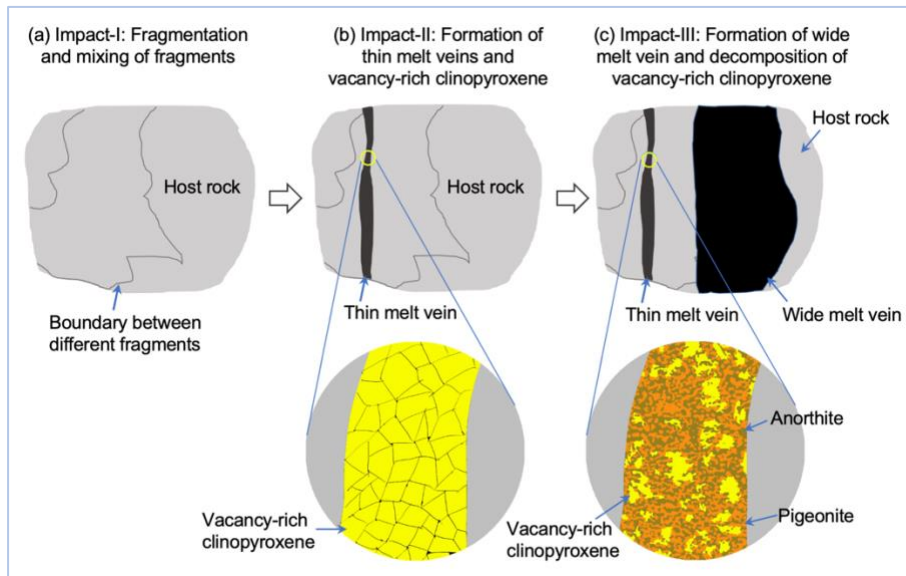 (a) Impact-I: Fragmentation
and mixing of fragments
(b) Impact-II: Formation of
thin melt veins and
vacancy-rich clinopyroxene
(c) Impact-III: Formation of wide
melt vein and decomposition of
vacancy-rich clinopyroxene
Host rock
Host rock
Host rock
Boundary between
different fragments
Thin melt vein
Thin melt vein
Wide melt vein
Vacancy-rich
clinopyroxene
Anorthite
Vacancy-rich
clinopyroxene
Pigeonite